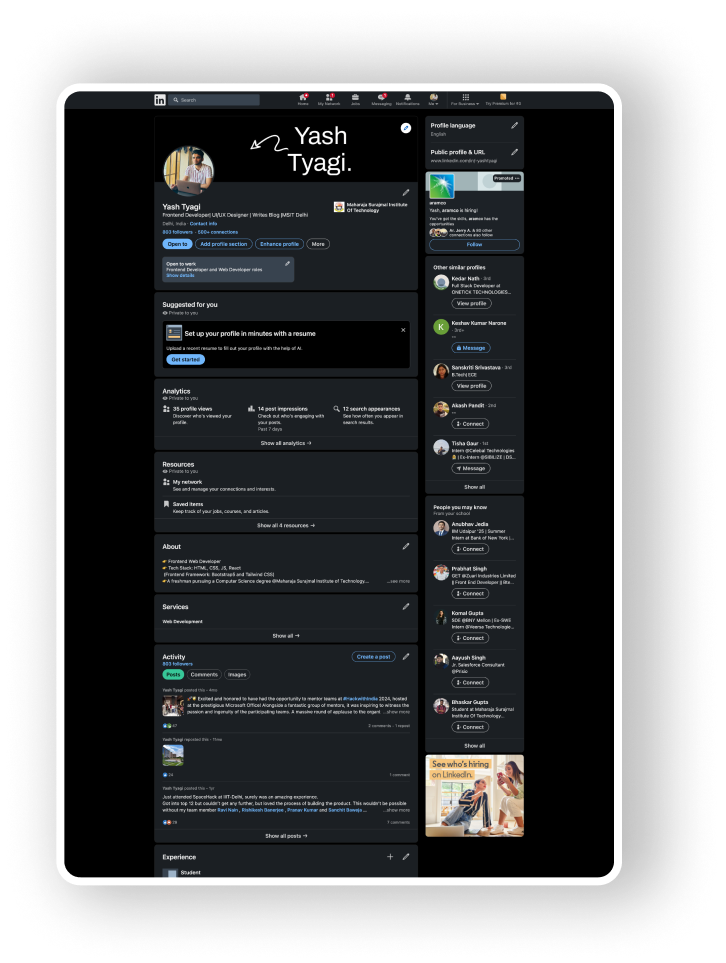 in
Search
Home
My Network
Jobs
Messaging
Notifications
Me
For Business
Try Premium for ₹0
Yash
Tyagi.
Yash Tyagi
Frontend Developer| UI/UX Designer | Writes Blog |MSIT Delhi
Maharaja Surajmal Institute
Of Technology
Delhi, India · Contact info
803 followers · 500+ connections
Open to
Add profile section
Enhance profile
More
Open to work
Frontend Developer and Web Developer roles
Show details
Suggested for you
Private to you
Set up your profile in minutes with a resume
Upload a recent resume to fill out your profile with the help of AI.
Get started
Analytics
Private to you
35 profile views
Discover who's viewed your
profile.
14 post impressions
Check out who's engaging with
your posts.
Past 7 days
12 search appearances
See how often you appear in
search results.
Show all analytics →
Resources
Private to you
My network
See and manage your connections and interests.
Saved items
Keep track of your jobs, courses, and articles.
Show all 4 resources →
About
👉 Frontend Web Developer
👉 Tech Stack: HTML, CSS, JS, React
(Frontend Framework: Bootstrap5 and Tailwind CSS)
👉A freshman pursuing a Computer Science degree @Maharaja Surajmal Institute of Technology... ...see more
Services
Web Development
Show all →
Activity
803 followers
Create a post
Posts
Comments
Images
Yash Tyagi posted this · 4mo
Excited and honored to have had the opportunity to mentor teams at #HackwithIndia 2024, hosted
at the prestigious Microsoft Office! Alongside a fantastic group of mentors, it was inspiring to witness the
passion and ingenuity of the participating teams. A massive round of applause to the organi ...show more
67
3 comments · 1 repost
Yash Tyagi reposted this · 11mo
24
1 comment
Yash Tyagi posted this · 1yr
Just attended SpaceHack at IIT-Delhi, surely was an amazing experience.
Got into top 12 but couldn't get any further, but loved the process of building the product. This wouldn't be possible
without my team member Ravi Nain , Rishikesh Banerjee , Pranav Kumar and Sanchit Baweja ... ...show more
28
7 comments
Show all posts →
Experience
Student
Profile language
English
Public profile & URL
Promoted
aramco
Yash, aramco is hiring!
You've got the skills, aramco has the
opportunities
connections also follow
Follow
Other similar profiles
Kedar Nath · 3rd
Full Stack Developer at
ONETICK TECHNOLOGIES...
View profile
K
Keshav Kumar Narone
· 3rd+
--
Message
Sanskriti Srivastava · 3rd
B.Tech| ECE
View profile
Akash Pandit · 2nd
--
Connect
Tisha Gaur · 1st
Intern @Celebal Technologies
| Ex-Intern @SIBILIZE | DS...
Message
Show all
People you may know
From your school
Anubhav Jedia
IIM Udaipur '25 | Summer
Intern at Bank of New York |...
Connect
Prabhat Singh
GET @Zuari Industries Limited
|| Front End Developer || Bte...
Connect
Komal Gupta
SDE @BNY Mellon | Ex-SWE
Intern @Veersa Technologie...
Connect
Aayush Singh
Jr. Salesforce Consultant
Connect
Bhaskar Gupta
Student at Maharaja Surajmal
Institute Of Technology...
Connect
Show all
See who's hiring
on LinkedIn.